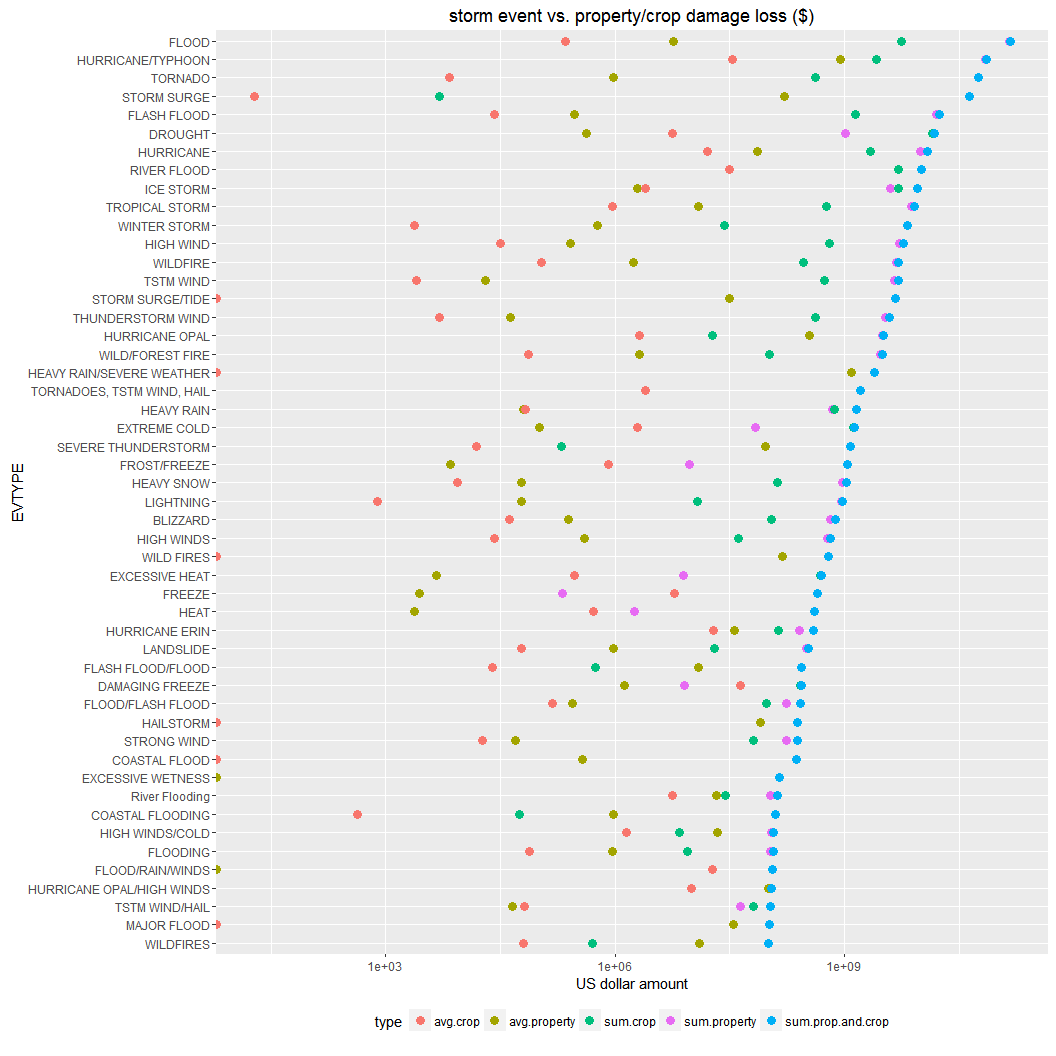 storm event vs. property/crop damage loss ($)
FLOOD
HURRICANE/TYPHOON
TORNADO
STORM SURGE
FLASH FLOOD
DROUGHT
HURRICANE
RIVER FLOOD
ICE STORM
TROPICAL STORM
WINTER STORM
HIGH WIND
WILDFIRE
TSTM WIND
STORM SURGE/TIDE
THUNDERSTORM WIND
HURRICANE OPAL
WILD/FOREST FIRE
HEAVY RAIN/SEVERE WEATHER
TORNADOES, TSTM WIND, HAIL
HEAVY RAIN
EXTREME COLD
SEVERE THUNDERSTORM
FROST/FREEZE
HEAVY SNOW
LIGHTNING
BLIZZARD
HIGH WINDS
WILD FIRES
EXCESSIVE HEAT
FREEZE
HEAT
HURRICANE ERIN
LANDSLIDE
FLASH FLOOD/FLOOD
DAMAGING FREEZE
FLOOD/FLASH FLOOD
HAILSTORM
STRONG WIND
COASTAL FLOOD
EXCESSIVE WETNESS
River Flooding
COASTAL FLOODING
HIGH WINDS/COLD
FLOODING
FLOOD/RAIN/WINDS
HURRICANE OPAL/HIGH WINDS
TSTM WIND/HAIL
MAJOR FLOOD
WILDFIRES
EVTYPE
1e+03 1e+06 1e+09
US dollar amount
type avg.crop avg.property sum.crop sum.property sum.prop.and.crop